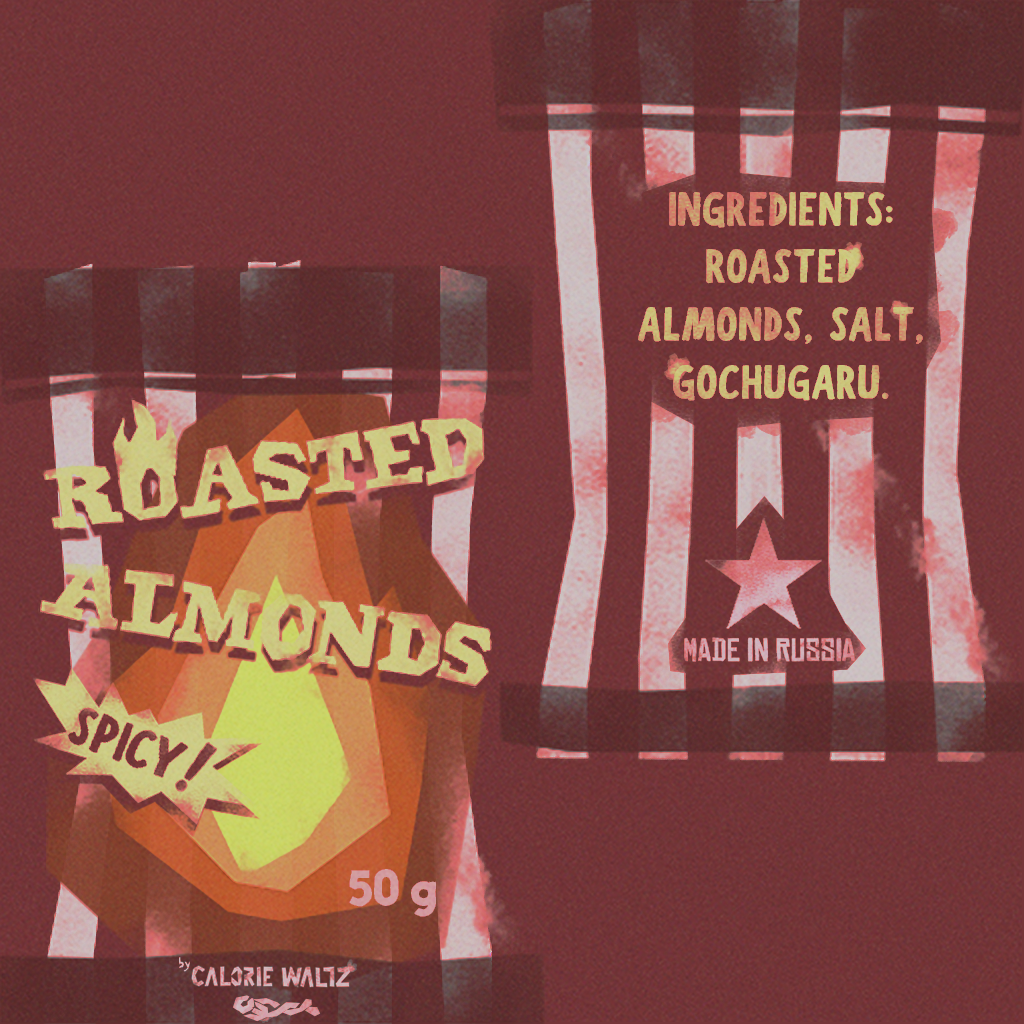 ROASTED
ALMONDS
SPICY!
50 g
by CALORIE WALTZ
INGREDIENTS:
ROASTED
ALMONDS, SALT,
GOCHUGARU.
MADE IN RUSSIA